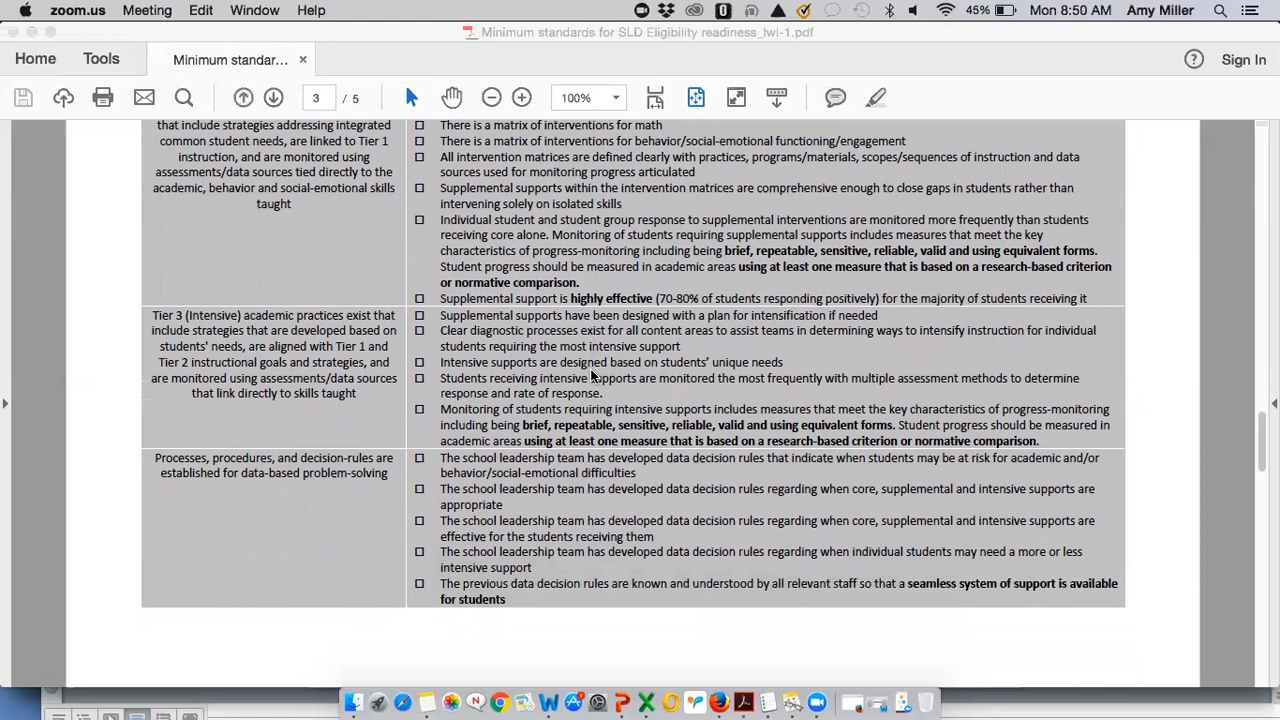 zoom.us Meeting Edit Window Help 45% Mon 8:50 AM Amy Miller
Minimum standards for SLD Eligibility readiness_lwl-1.pdf
Home Tools Minimum standar... × Sign In
3 / 5 100%
that include strategies addressing integrated
common student needs, are linked to Tier 1
instruction, and are monitored using
assessments/data sources tied directly to the
academic, behavior and social-emotional skills
taught
There is a matrix of interventions for math
There is a matrix of interventions for behavior/social-emotional functioning/engagement
All intervention matrices are defined clearly with practices, programs/materials, scopes/sequences of instruction and data
sources used for monitoring progress articulated
Supplemental supports within the intervention matrices are comprehensive enough to close gaps in students rather than
intervening solely on isolated skills
Individual student and student group response to supplemental interventions are monitored more frequently than students
receiving core alone. Monitoring of students requiring supplemental supports includes measures that meet the key
characteristics of progress-monitoring including being brief, repeatable, sensitive, reliable, valid and using equivalent forms.
Student progress should be measured in academic areas using at least one measure that is based on a research-based criterion
or normative comparison.
Supplemental support is highly effective (70-80% of students responding positively) for the majority of students receiving it
Tier 3 (Intensive) academic practices exist that
include strategies that are developed based on
students' needs, are aligned with Tier 1 and
Tier 2 instructional goals and strategies, and
are monitored using assessments/data sources
that link directly to skills taught
Supplemental supports have been designed with a plan for intensification if needed
Clear diagnostic processes exist for all content areas to assist teams in determining ways to intensify instruction for individual
students requiring the most intensive support
Intensive supports are designed based on students' unique needs
Students receiving intensive supports are monitored the most frequently with multiple assessment methods to determine
response and rate of response.
Monitoring of students requiring intensive supports includes measures that meet the key characteristics of progress-monitoring
including being brief, repeatable, sensitive, reliable, valid and using equivalent forms. Student progress should be measured in
academic areas using at least one measure that is based on a research-based criterion or normative comparison.
Processes, procedures, and decision-rules are
established for data-based problem-solving
The school leadership team has developed data decision rules that indicate when students may be at risk for academic and/or
behavior/social-emotional difficulties
The school leadership team has developed data decision rules regarding when core, supplemental and intensive supports are
appropriate
The school leadership team has developed data decision rules regarding when core, supplemental and intensive supports are
effective for the students receiving them
The school leadership team has developed data decision rules regarding when individual students may need a more or less
intensive support
The previous data decision rules are known and understood by all relevant staff so that a seamless system of support is available
for students